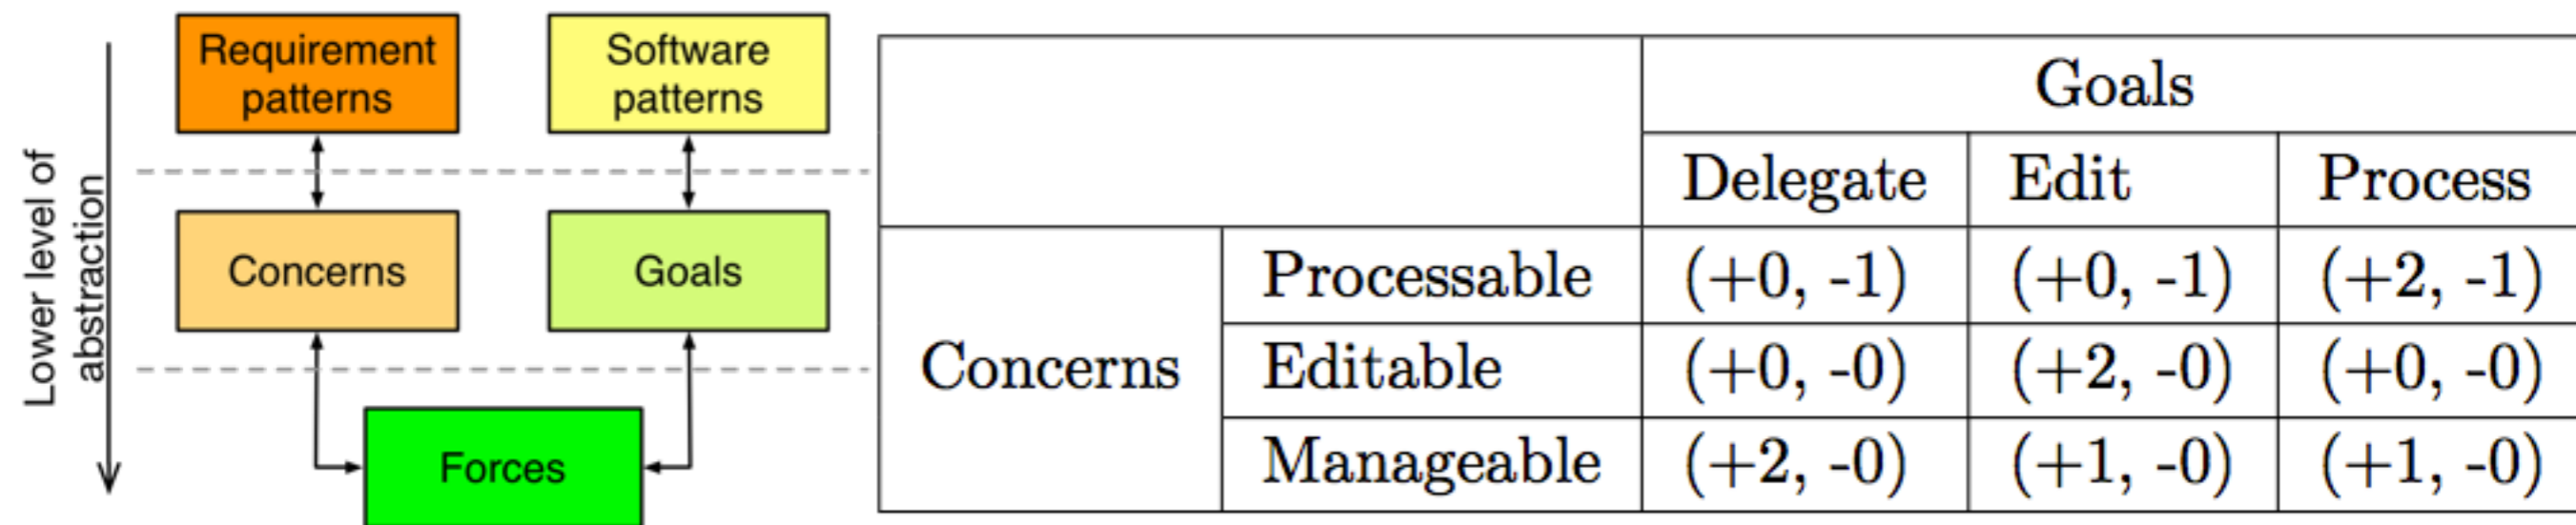 Lower level of
abstraction
Requirement
patterns
Software
patterns
Concerns
Goals
Forces
Goals
Delegate Edit Process
Concerns
Processable (+0, -1) (+0, -1) (+2, -1)
Editable (+0, -0) (+2, -0) (+0, -0)
Manageable (+2, -0) (+1, -0) (+1, -0)